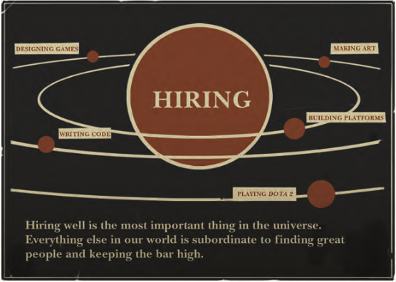 DESIGNING GAMES
MAKING ART
HIRING
BUILDING PLATFORMS
WRITING CODE
PLAYING DOTA 2
Hiring well is the most important thing in the universe.
Everything else in our world is subordinate to finding great
people and keeping the bar high.